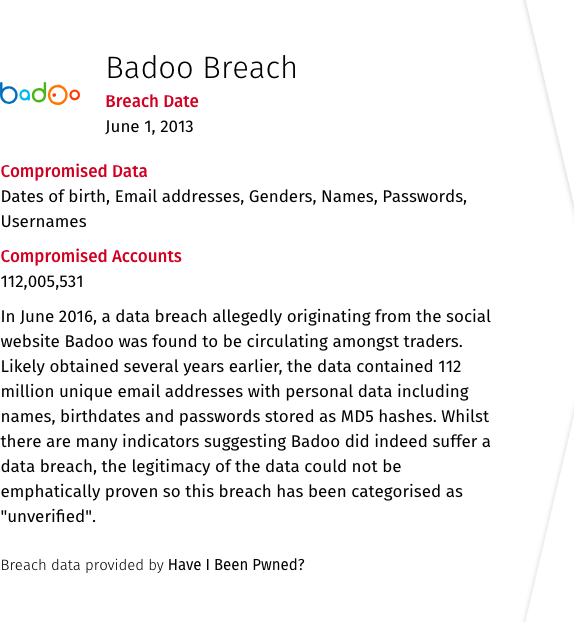 badoo
Badoo Breach
Breach Date
June 1, 2013
Compromised Data
Dates of birth, Email addresses, Genders, Names, Passwords,
Usernames
Compromised Accounts
112,005,531
In June 2016, a data breach allegedly originating from the social
website Badoo was found to be circulating amongst traders.
Likely obtained several years earlier, the data contained 112
million unique email addresses with personal data including
names, birthdates and passwords stored as MD5 hashes. Whilst
there are many indicators suggesting Badoo did indeed suffer a
data breach, the legitimacy of the data could not be
emphatically proven so this breach has been categorised as
"unverified".
Breach data provided by Have I Been Pwned?